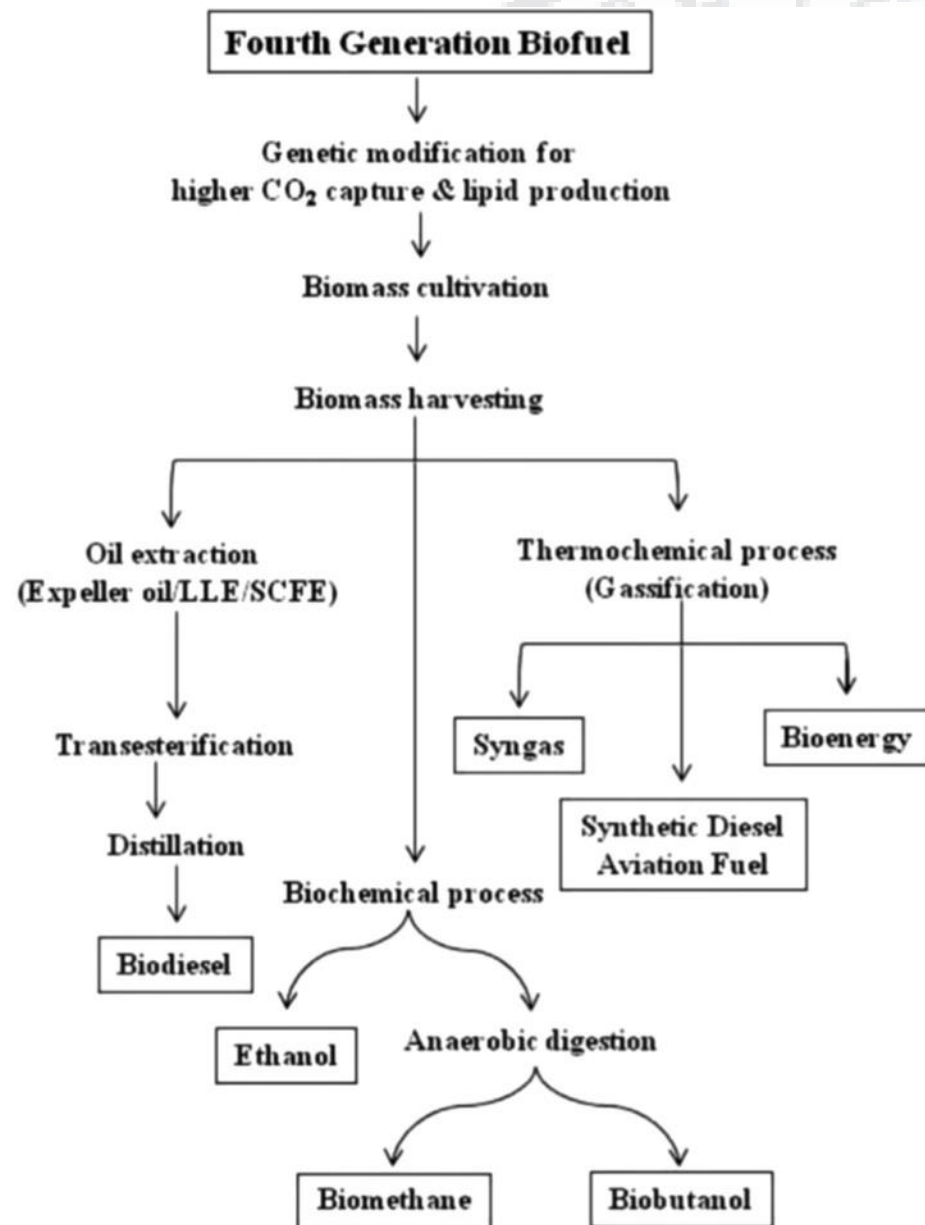 Fourth Generation Biofuel
Genetic modification for
higher CO₂ capture & lipid production
Biomass cultivation
Biomass harvesting
Oil extraction
(Expeller oil/LLE/SCFE)
Thermochemical process
(Gassification)
Transesterification
Syngas
Bioenergy
Distillation
Synthetic Diesel
Aviation Fuel
Biochemical process
Biodiesel
Ethanol
Anaerobic digestion
Biomethane
Biobutanol